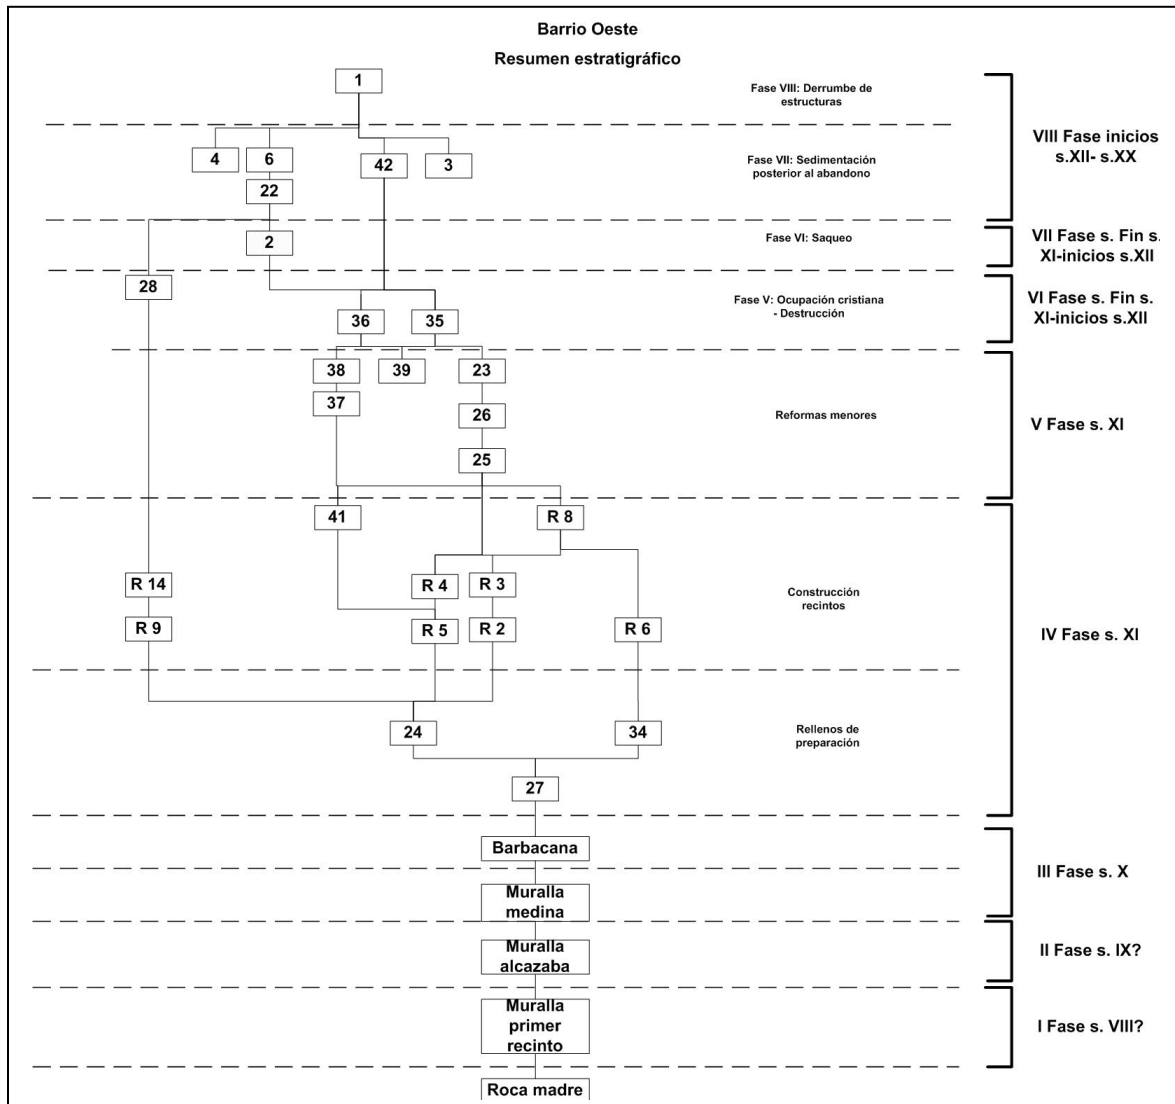 Barrio Oeste
Resumen estratigráfico
1
Fase VIII: Derrumbe de
estructuras
4
6
42
3
22
Fase VII: Sedimentación
posterior al abandono
VIII Fase inicios
s.XII- s.XX
2
Fase VI: Saqueo
VII Fase s. Fin s.
XI-inicios s.XII
28
36
35
Fase V: Ocupación cristiana
- Destrucción
VI Fase s. Fin s.
XI-inicios s.XII
38
39
23
37
26
25
Reformas menores
V Fase s. XI
41
R 8
R 14
R 4
R 3
R 9
R 5
R 2
R 6
Construcción
recintos
IV Fase s. XI
24
34
Rellenos de
preparación
27
Barbacana
Muralla
medina
III Fase s. X
Muralla
alcazaba
II Fase s. IX?
Muralla
primer
recinto
I Fase s. VIII?
Roca madre